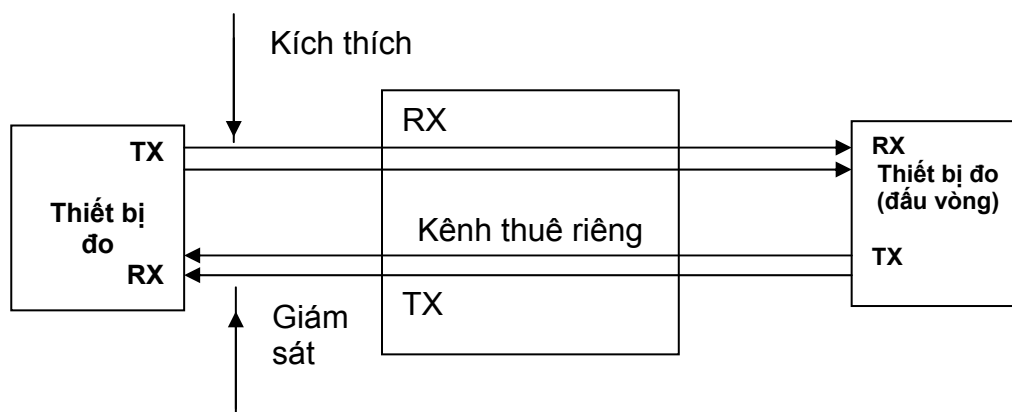 Kích thích
RX
TX
RX
Thiết bị đo
(đấu vòng)
Thiết bị
đo
Kênh thuê riêng
TX
RX
TX
Giám
sát